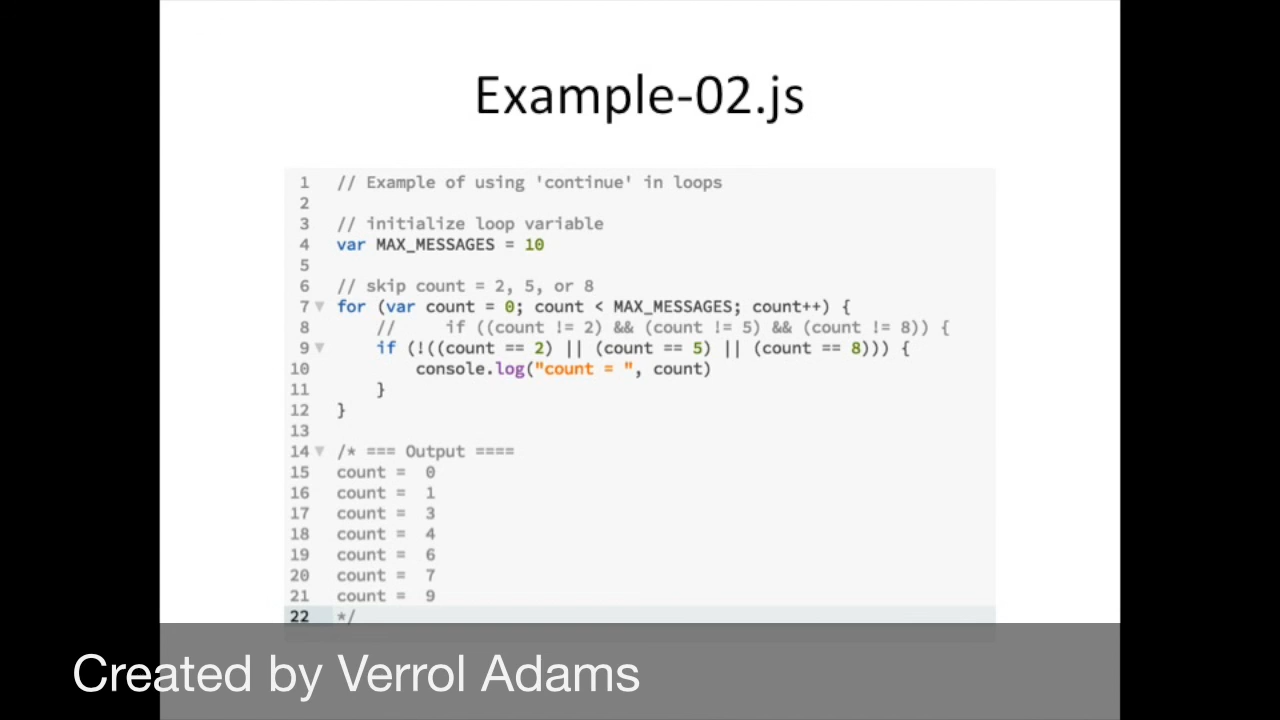 Example-02.js
1 // Example of using 'continue' in loops
2
3 // initialize loop variable
4 var MAX_MESSAGES = 10
5
6 // skip count = 2, 5, or 8
7 for (var count = 0; count < MAX_MESSAGES; count++) {
8     //     if ((count != 2) && (count != 5) && (count != 8)) {
9     if (!((count == 2) || (count == 5) || (count == 8))) {
10         console.log("count = ", count)
11     }
12 }
13
14 /* === Output ====
15 count =  0
16 count =  1
17 count =  3
18 count =  4
19 count =  6
20 count =  7
21 count =  9
22 */
Created by Verrol Adams